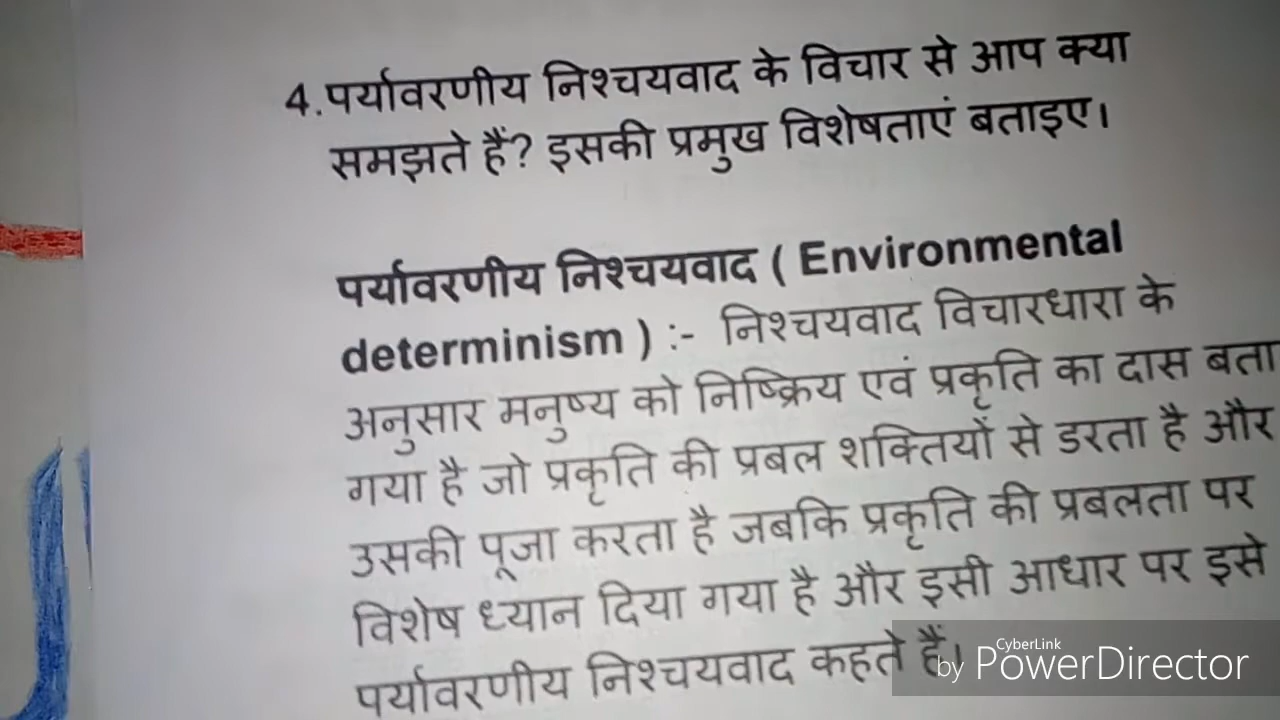 4.पर्यावरणीय निश्चयवाद के विचार से आप क्या
समझते हैं? इसकी प्रमुख विशेषताएं बताइए।
पर्यावरणीय निश्चयवाद ( Environmental
determinism ) :- निश्चयवाद विचारधारा के
अनुसार मनुष्य को निष्क्रिय एवं प्रकृति का दास बता
गया है जो प्रकृति की प्रबल शक्तियों से डरता है और
उसकी पूजा करता है जबकि प्रकृति की प्रबलता पर
विशेष ध्यान दिया गया है और इसी आधार पर इसे
पर्यावरणीय निश्चयवाद कहते हैं।
CyberLink
by PowerDirector